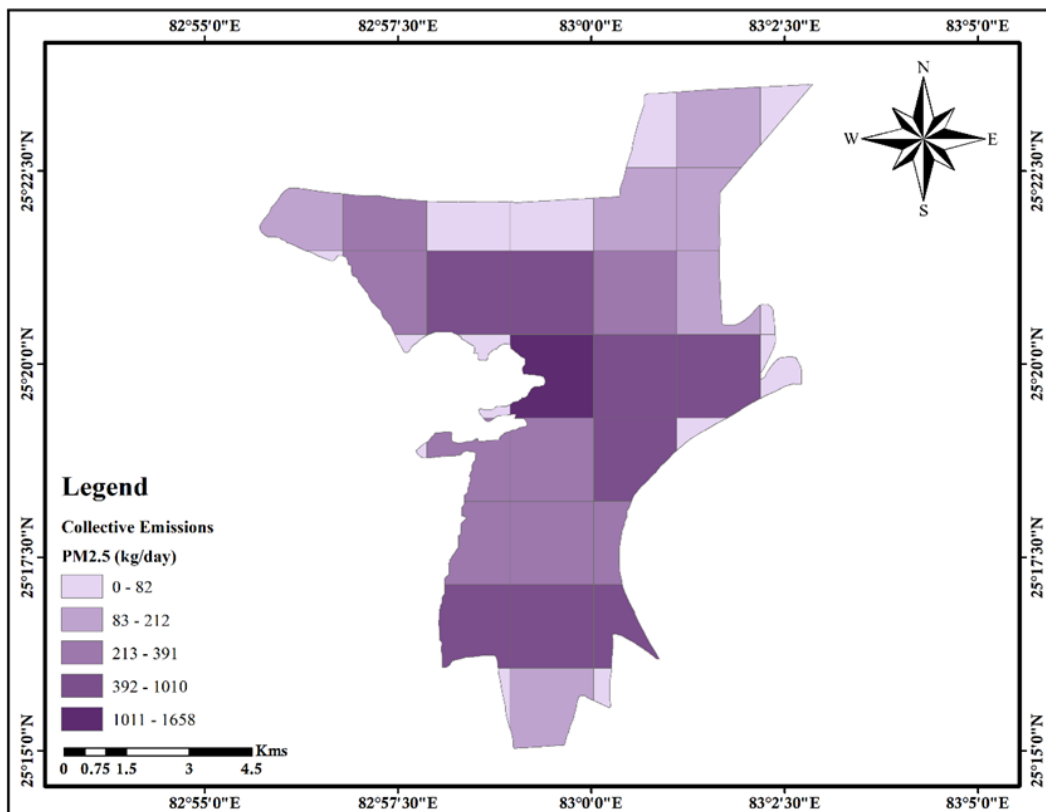 82°55'0"E 82°57'30"E 83°0'0"E 83°2'30"E 83°5'0"E
N
W E
S
25°22'30"N 25°22'30"N
25°20'0"N 25°20'0"N
25°17'30"N 25°17'30"N
25°15'0"N 25°15'0"N
Legend
Collective Emissions
PM2.5 (kg/day)
0 - 82
83 - 212
213 - 391
392 - 1010
1011 - 1658
Kms
0 0.75 1.5 3 4.5
82°55'0"E 82°57'30"E 83°0'0"E 83°2'30"E 83°5'0"E